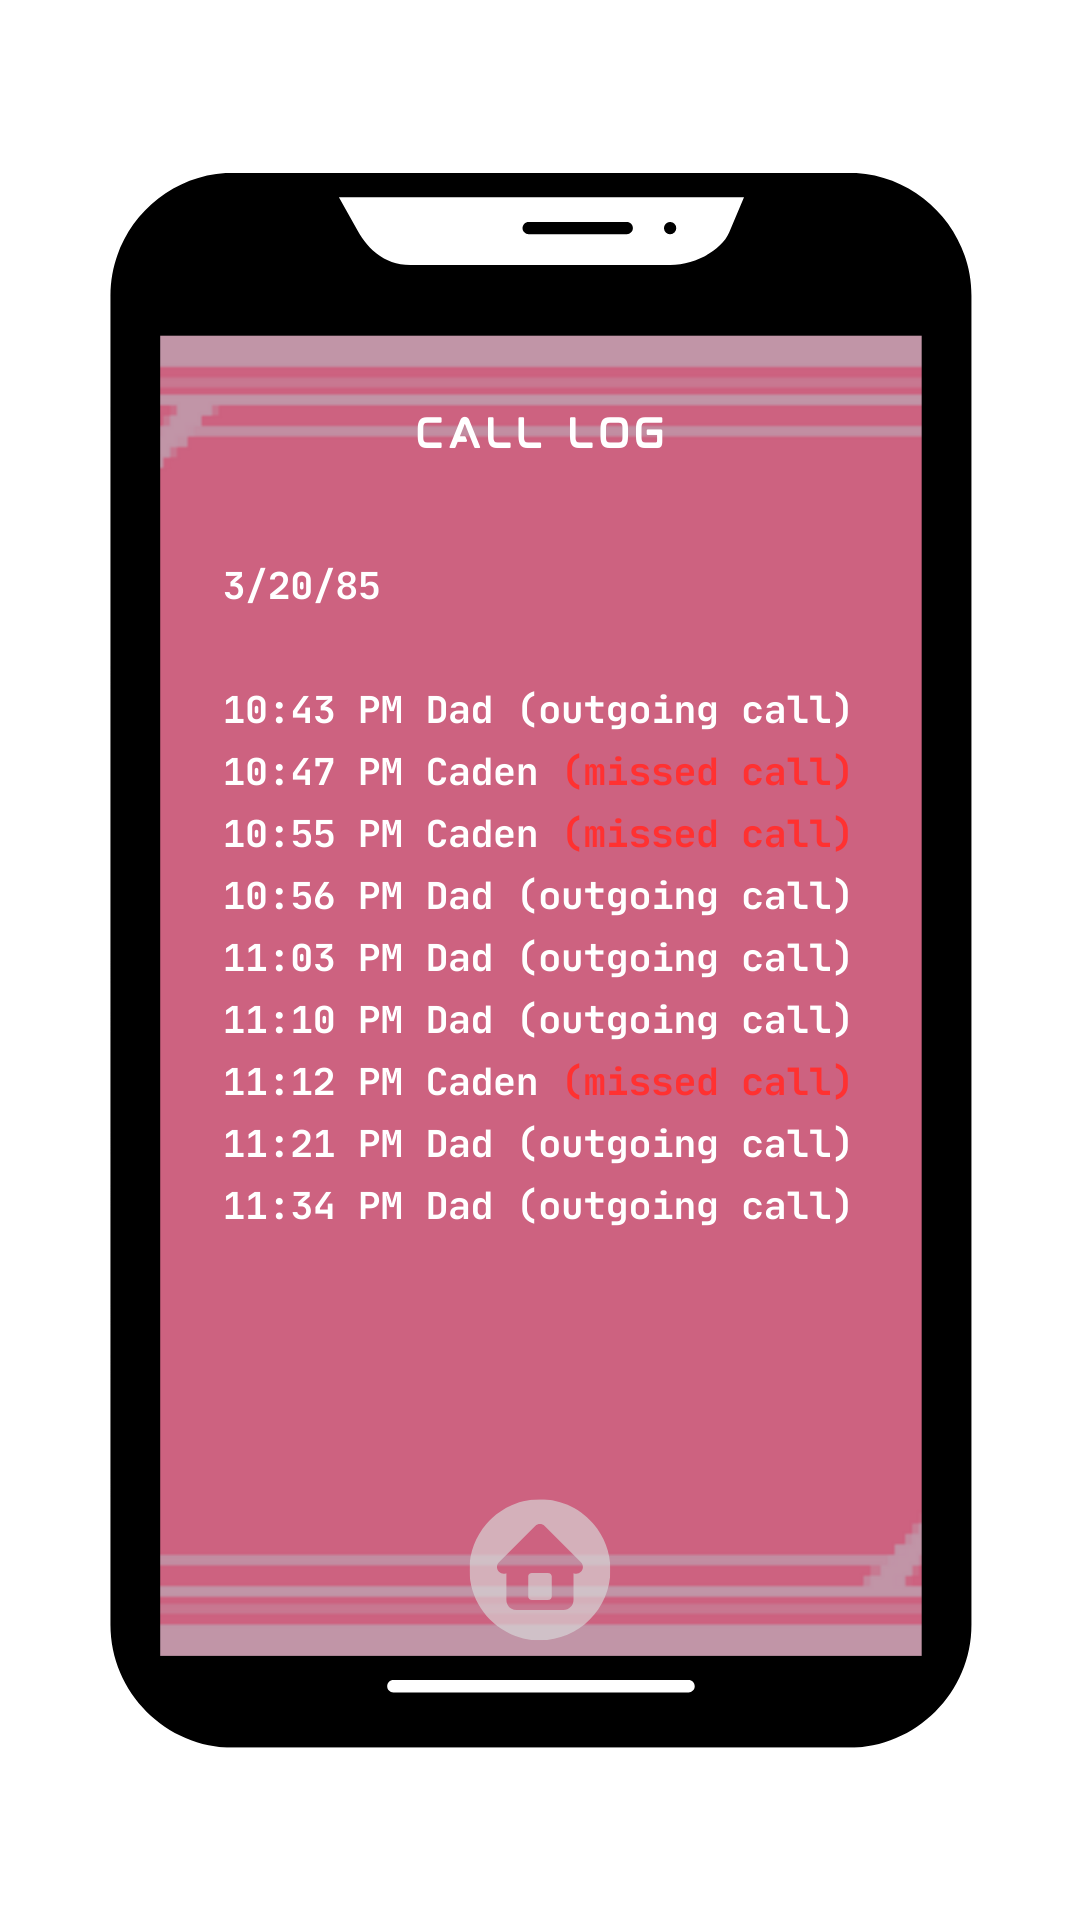 CALL LOG
3/20/85
10:43 PM Dad (outgoing call)
10:47 PM Caden (missed call)
10:55 PM Caden (missed call)
10:56 PM Dad (outgoing call)
11:03 PM Dad (outgoing call)
11:10 PM Dad (outgoing call)
11:12 PM Caden (missed call)
11:21 PM Dad (outgoing call)
11:34 PM Dad (outgoing call)